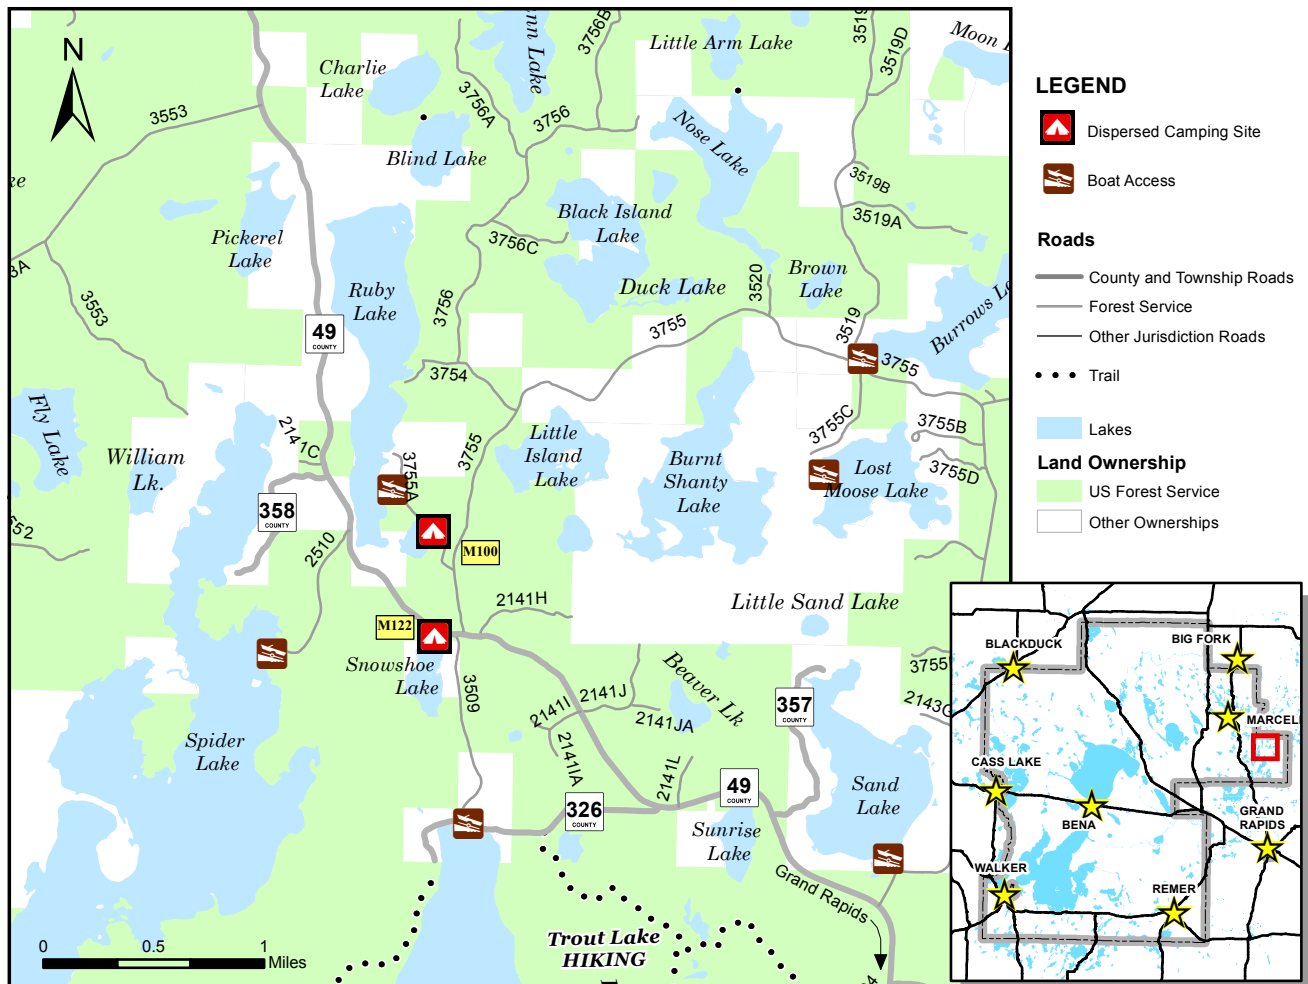 N
Charlie
Lake
Blind Lake
3553
3756A
3756
3756B
Little Arm Lake
3519
3519D
Moon
Nose Lake
3519B
3519A
Pickerel
Lake
Ruby
Lake
Black Island
Lake
3756C
Duck Lake
Brown
Lake
3520
3519
3756
3755
3755
Burrows
49
COUNTY
3553
3754
3755
Fly Lake
William
Lk.
2141C
358
COUNTY
3755A
Little
Island
Lake
Burnt
Shanty
Lake
3755C
Lost
Moose Lake
3755B
3755D
2510
M100
M122
2141H
Little Sand Lake
Snowshoe
Lake
3509
Beaver Lk
2141I
2141J
2141JA
2141IA
2141L
357
COUNTY
3755
Spider
Lake
326
COUNTY
49
COUNTY
Sunrise
Lake
Sand
Lake
Grand Rapids
Trout Lake
HIKING
0 0.5 1
Miles
LEGEND
Dispersed Camping Site
Boat Access
Roads
County and Township Roads
Forest Service
Other Jurisdiction Roads
Trail
Lakes
Land Ownership
US Forest Service
Other Ownerships
BLACKDUCK
BIG FORK
MARCELL
CASS LAKE
BENA
GRAND
RAPIDS
WALKER
REMER